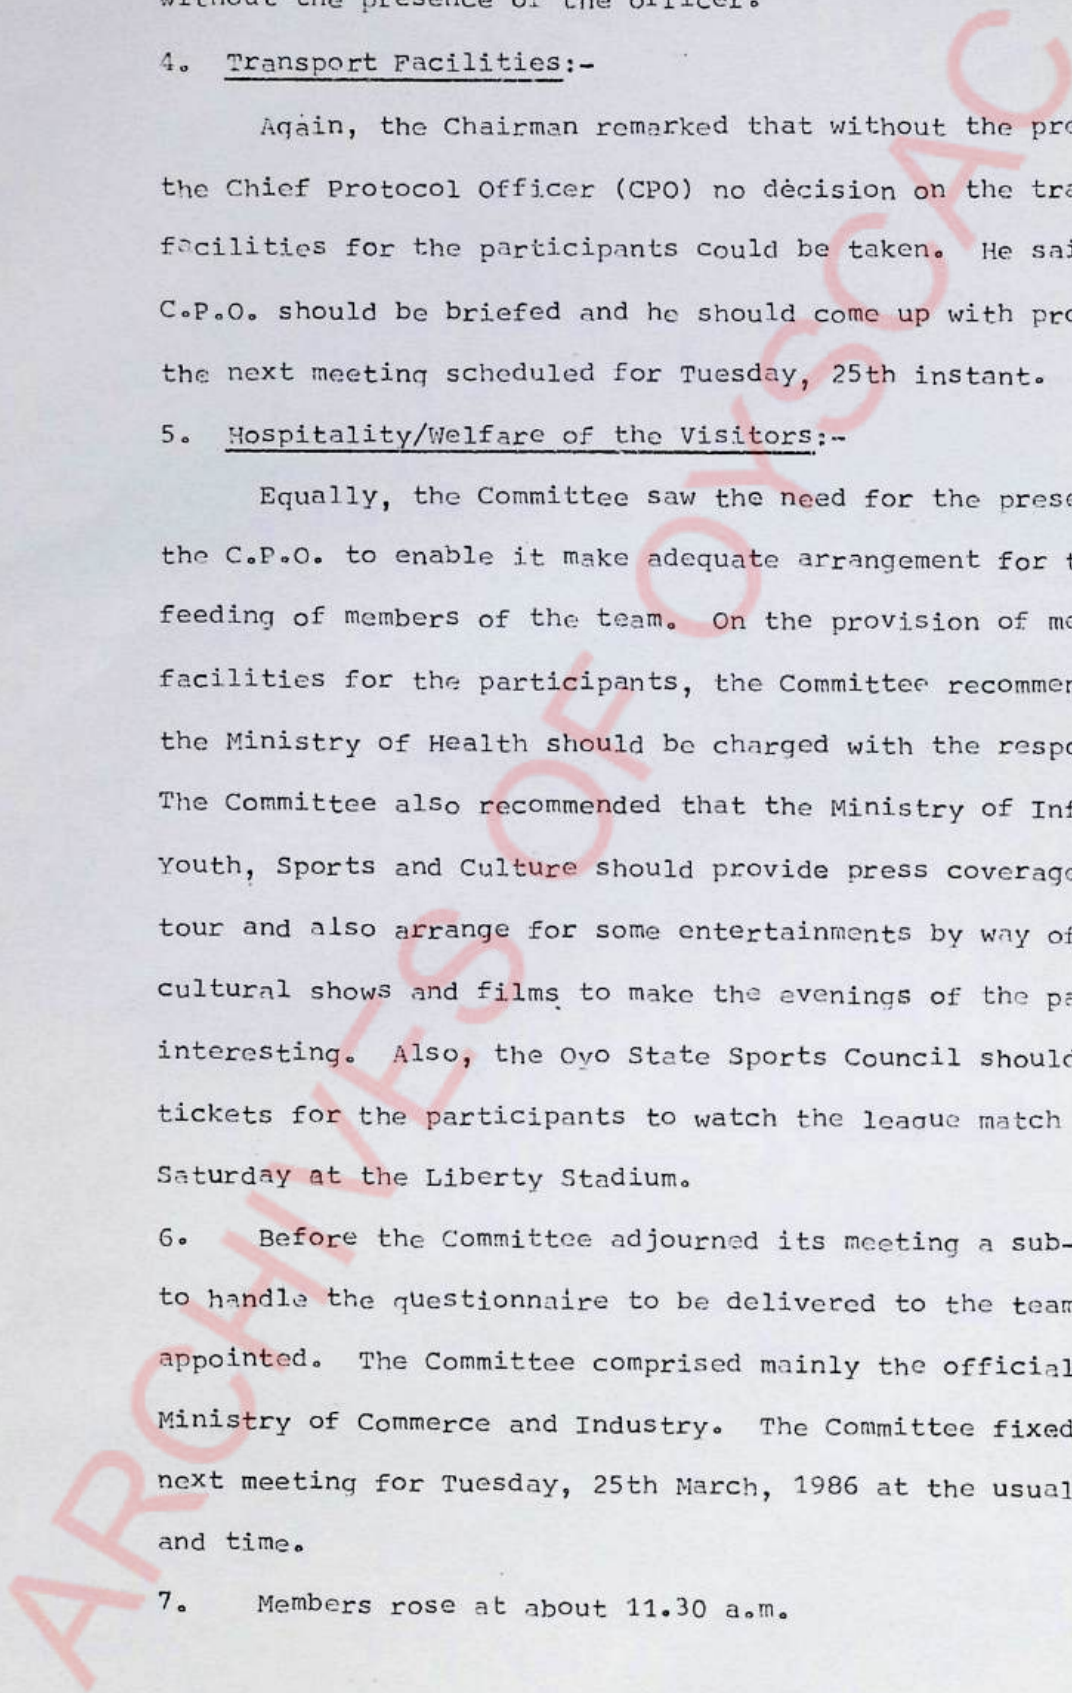 without the presence of the officer.
4. Transport Facilities:-
Again, the Chairman remarked that without the pre
the Chief Protocol Officer (CPO) no decision on the tra
facilities for the participants could be taken. He sai
C.P.O. should be briefed and he should come up with pro
the next meeting scheduled for Tuesday, 25th instant.
5. Hospitality/Welfare of the Visitors:-
Equally, the Committee saw the need for the prese
the C.P.O. to enable it make adequate arrangement for t
feeding of members of the team. On the provision of me
facilities for the participants, the Committee recommen
the Ministry of Health should be charged with the respo
The Committee also recommended that the Ministry of Inf
Youth, Sports and Culture should provide press coverage
tour and also arrange for some entertainments by way of
cultural shows and films to make the evenings of the pa
interesting. Also, the Oyo State Sports Council should
tickets for the participants to watch the league match
Saturday at the Liberty Stadium.
6. Before the Committee adjourned its meeting a sub-
to handle the questionnaire to be delivered to the team
appointed. The Committee comprised mainly the official
Ministry of Commerce and Industry. The Committee fixed
next meeting for Tuesday, 25th March, 1986 at the usual
and time.
7. Members rose at about 11.30 a.m.
ARCHIVES OF OYSCAC